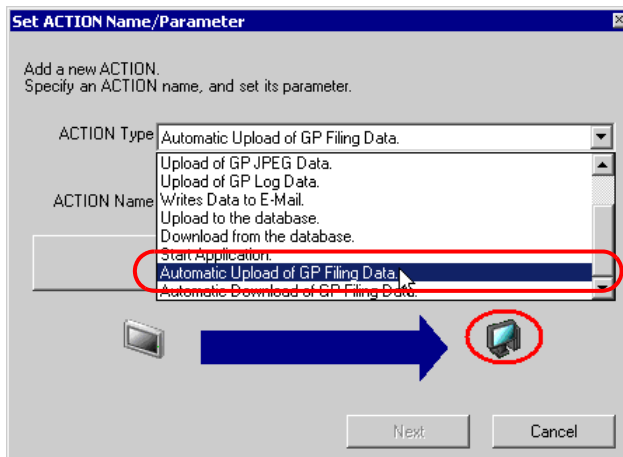 Set ACTION Name/Parameter
Add a new ACTION.
Specify an ACTION name, and set its parameter.
ACTION Type
Automatic Upload of GP Filing Data.
Upload of GP JPEG Data.
Upload of GP Log Data.
ACTION Name
Writes Data to E-Mail.
Upload to the database.
Download from the database.
Start Application.
Automatic Upload of GP Filing Data.
Automatic Download of GP Filing Data.
Next
Cancel